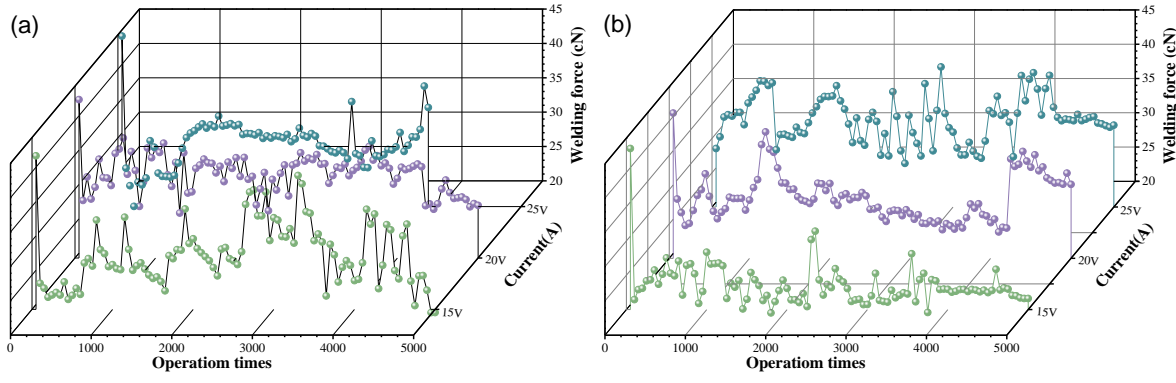 (a)
45
40
35
30
25
20
Welding force (cN)
25V
20V
15V
Current(A)
0
1000
2000
3000
4000
5000
Operatiom times
(b)
45
40
35
30
25
20
Welding force (cN)
25V
20V
15V
Current(A)
0
1000
2000
3000
4000
5000
Operatiom times